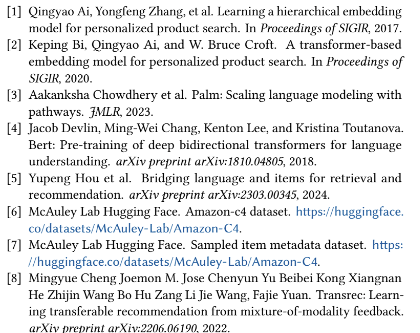 [1] Qingyao Ai, Yongfeng Zhang, et al. Learning a hierarchical embedding
model for personalized product search. In Proceedings of SIGIR, 2017.
[2] Keping Bi, Qingyao Ai, and W. Bruce Croft. A transformer-based
embedding model for personalized product search. In Proceedings of
SIGIR, 2020.
[3] Aakanksha Chowdhery et al. Palm: Scaling language modeling with
pathways. JMLR, 2023.
[4] Jacob Devlin, Ming-Wei Chang, Kenton Lee, and Kristina Toutanova.
Bert: Pre-training of deep bidirectional transformers for language
understanding. arXiv preprint arXiv:1810.04805, 2018.
[5] Yupeng Hou et al. Bridging language and items for retrieval and
recommendation. arXiv preprint arXiv:2303.00345, 2024.
[6] McAuley Lab Hugging Face. Amazon-c4 dataset. https://huggingface.
co/datasets/McAuley-Lab/Amazon-C4.
[7] McAuley Lab Hugging Face. Sampled item metadata dataset. https:
//huggingface.co/datasets/McAuley-Lab/Amazon-C4.
[8] Mingyue Cheng Joemon M. Jose Chenyun Yu Beibei Kong Xiangnan
He Zhijin Wang Bo Hu Zang Li Jie Wang, Fajie Yuan. Transrec: Learn-
ing transferable recommendation from mixture-of-modality feedback.
arXiv preprint arXiv:2206.06190, 2022.